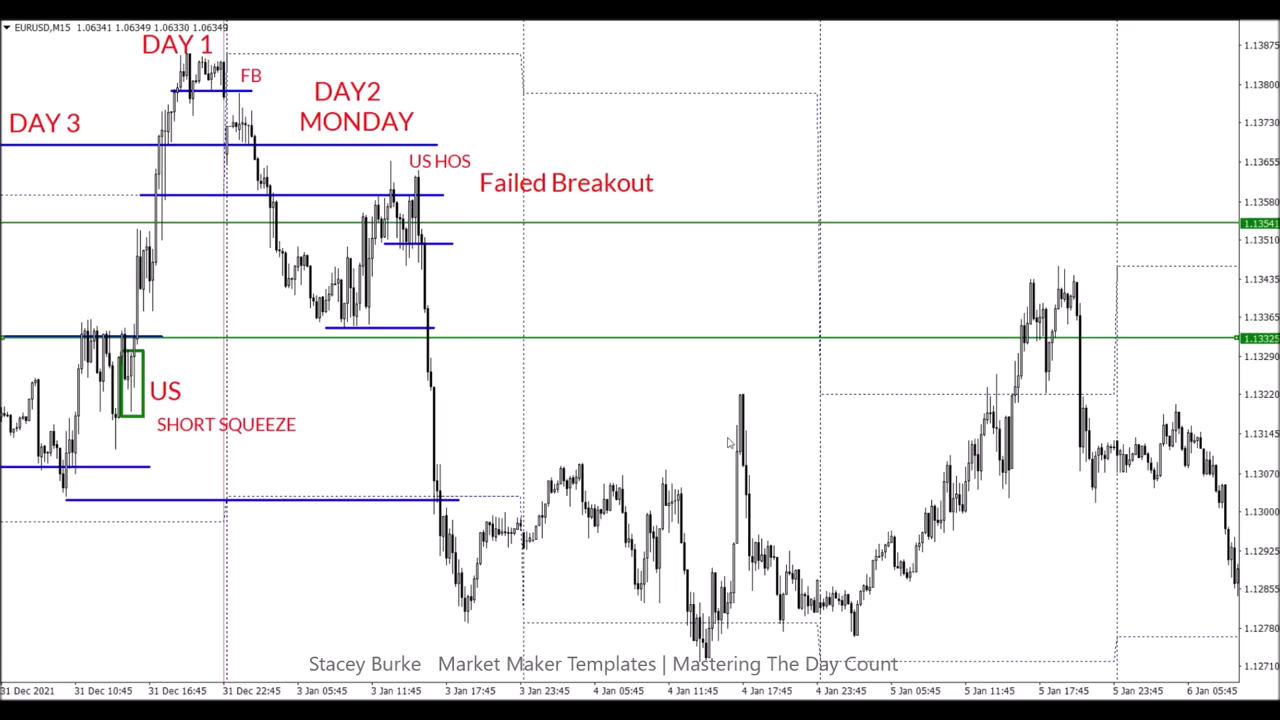 EURUSD,M15 1.06341 1.06349 1.06330 1.06349
DAY 1
FB
DAY2
MONDAY
DAY 3
US HOS
Failed Breakout
US
SHORT SQUEEZE
1.13875
1.13800
1.13730
1.13655
1.13580
1.13541
1.13510
1.13435
1.13365
1.13325
1.13290
1.13220
1.13145
1.13070
1.13000
1.12925
1.12855
1.12780
1.12710
Stacey Burke Market Maker Templates | Mastering The Day Count
31 Dec 2021 31 Dec 10:45 31 Dec 16:45 31 Dec 22:45 3 Jan 05:45 3 Jan 11:45 3 Jan 17:45 3 Jan 23:45 4 Jan 05:45 4 Jan 11:45 4 Jan 17:45 4 Jan 23:45 5 Jan 05:45 5 Jan 11:45 5 Jan 17:45 5 Jan 23:45 6 Jan 05:45